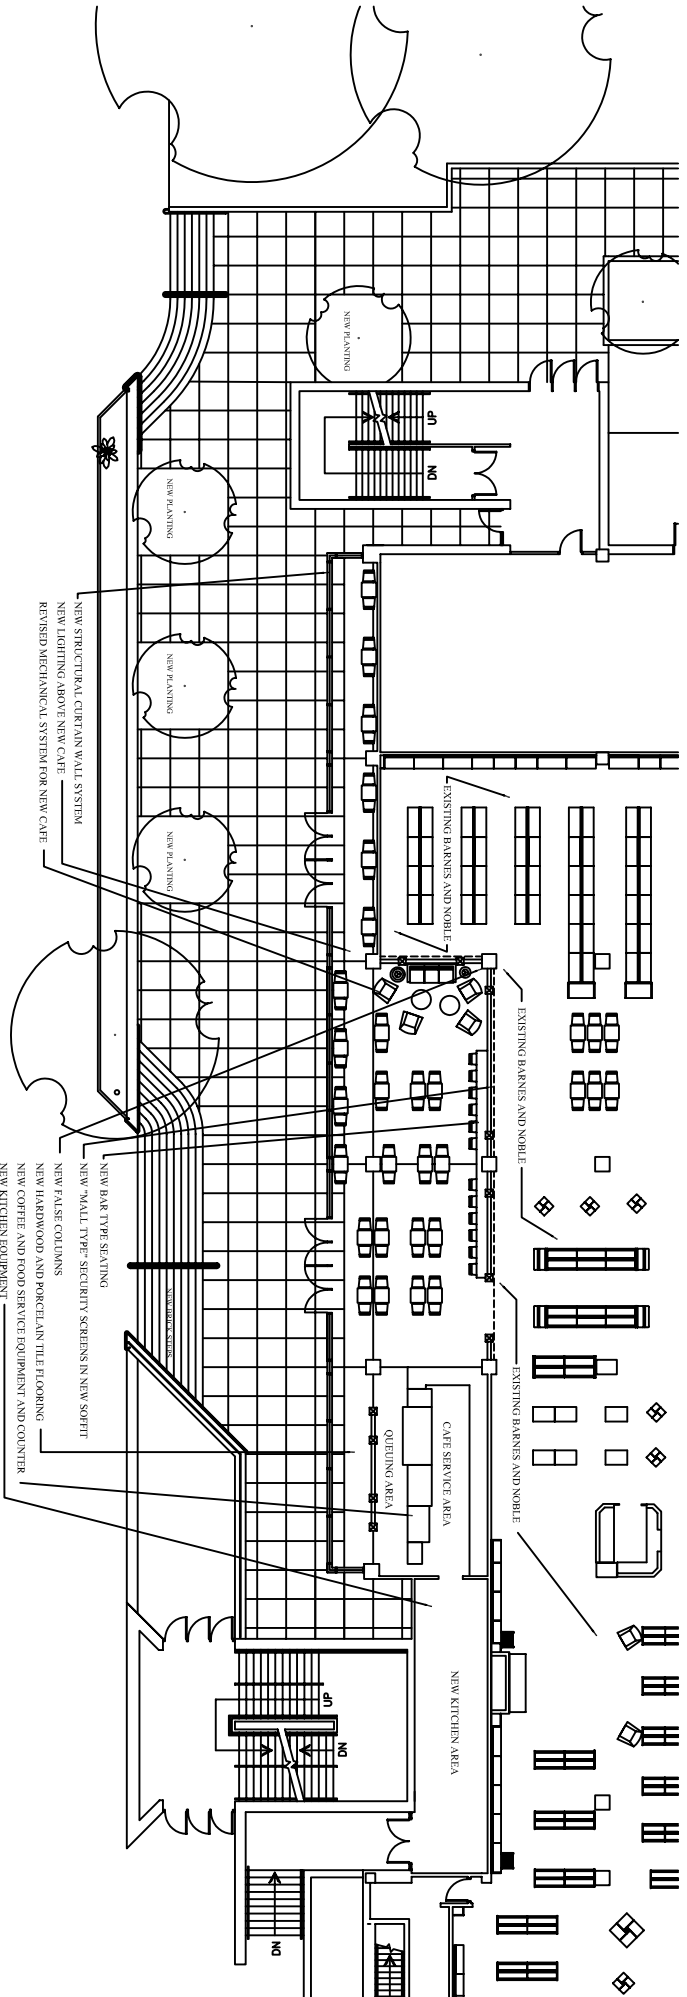 NEW PLANTING
UP
DN
NEW PLANTING
NEW PLANTING
NEW PLANTING
NEW STRUCTURAL CURTAIN WALL SYSTEM
NEW LIGHTING ABOVE NEW CAFE
REVISED MECHANICAL SYSTEM FOR NEW CAFE
EXISTING BARNES AND NOBLE
EXISTING BARNES AND NOBLE
EXISTING BARNES AND NOBLE
NEW BAR TYPE SEATING
NEW "MALL TYPE" SECURITY SCREENS IN NEW SOFFIT
NEW FALSE COLUMNS
NEW HARDWOOD AND PORCELAIN TILE FLOORING
NEW COFFEE AND FOOD SERVICE EQUIPMENT AND COUNTER
NEW KITCHEN EQUIPMENT
NEW BRICK STEPS
CAFE SERVICE AREA
QUEUING AREA
NEW KITCHEN AREA
UP
DN
DN